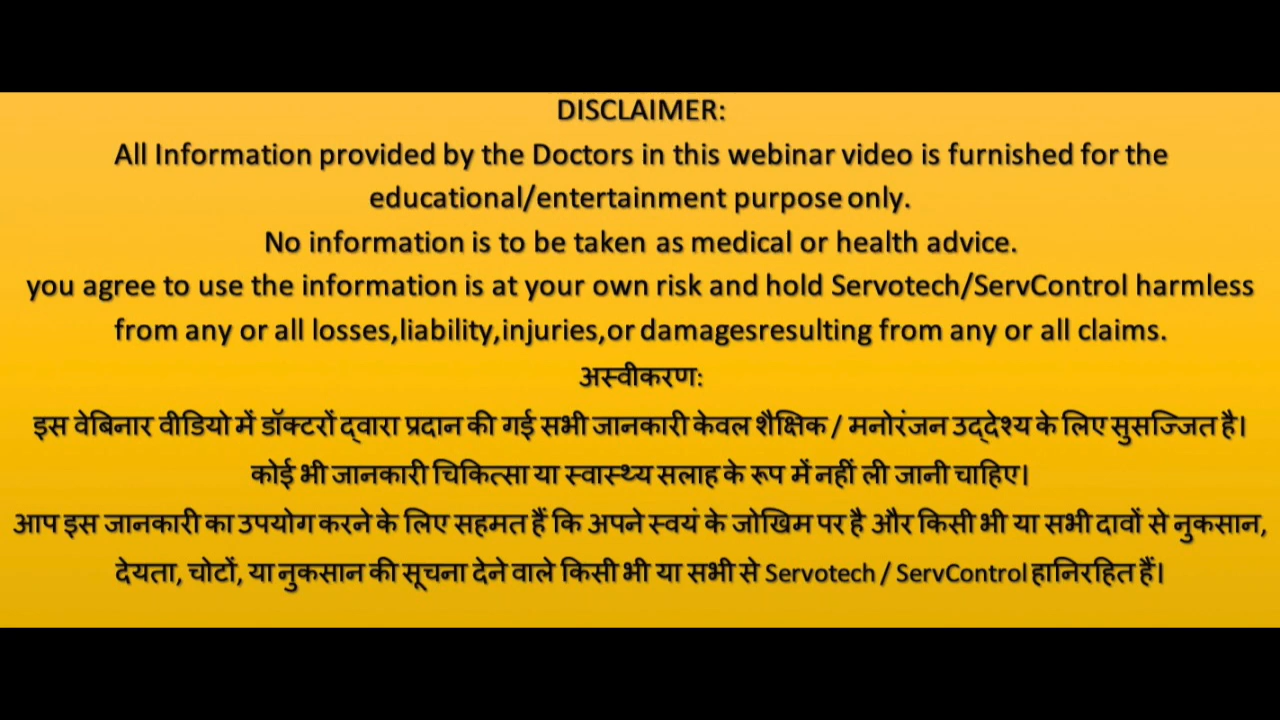 DISCLAIMER:
All Information provided by the Doctors in this webinar video is furnished for the
educational/entertainment purpose only.
No information is to be taken as medical or health advice.
you agree to use the information is at your own risk and hold Servotech/ServControl harmless
from any or all losses,liability,injuries,or damagesresulting from any or all claims.
अस्वीकरण:
इस वेबिनार वीडियो में डॉक्टरों द्वारा प्रदान की गई सभी जानकारी केवल शैक्षिक / मनोरंजन उद्देश्य के लिए सुसज्जित है।
कोई भी जानकारी चिकित्सा या स्वास्थ्य सलाह के रूप में नहीं ली जानी चाहिए।
आप इस जानकारी का उपयोग करने के लिए सहमत हैं कि अपने स्वयं के जोखिम पर है और किसी भी या सभी दावों से नुकसान,
देयता, चोटों, या नुकसान की सूचना देने वाले किसी भी या सभी से Servotech / ServControl हानिरहित हैं।